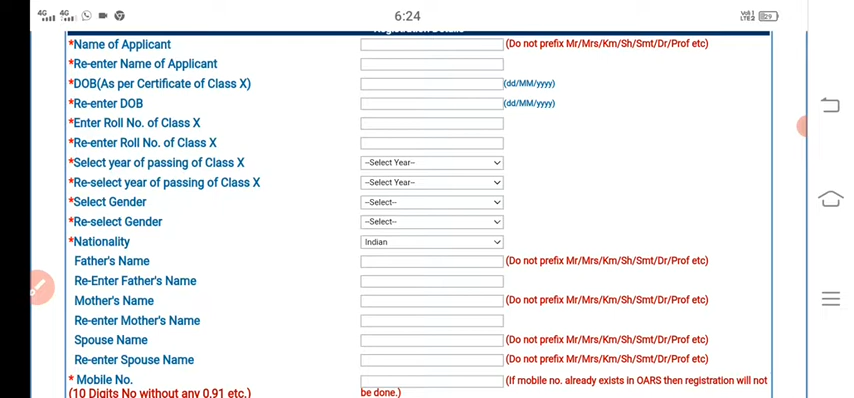 4G 4G 6:24 Vo) LTE2 29
Registration Details
*Name of Applicant (Do not prefix Mr/Mrs/Km/Sh/Smt/Dr/Prof etc)
*Re-enter Name of Applicant
*DOB(As per Certificate of Class X) (dd/MM/yyyy)
*Re-enter DOB (dd/MM/yyyy)
*Enter Roll No. of Class X
*Re-enter Roll No. of Class X
*Select year of passing of Class X --Select Year--
*Re-select year of passing of Class X --Select Year--
*Select Gender --Select--
*Re-select Gender --Select--
*Nationality Indian
Father's Name (Do not prefix Mr/Mrs/Km/Sh/Smt/Dr/Prof etc)
Re-Enter Father's Name
Mother's Name (Do not prefix Mr/Mrs/Km/Sh/Smt/Dr/Prof etc)
Re-enter Mother's Name
Spouse Name (Do not prefix Mr/Mrs/Km/Sh/Smt/Dr/Prof etc)
Re-enter Spouse Name (Do not prefix Mr/Mrs/Km/Sh/Smt/Dr/Prof etc)
* Mobile No. (If mobile no. already exists in OARS then registration will not
(10 Digits No without any 0,91 etc.) be done.)